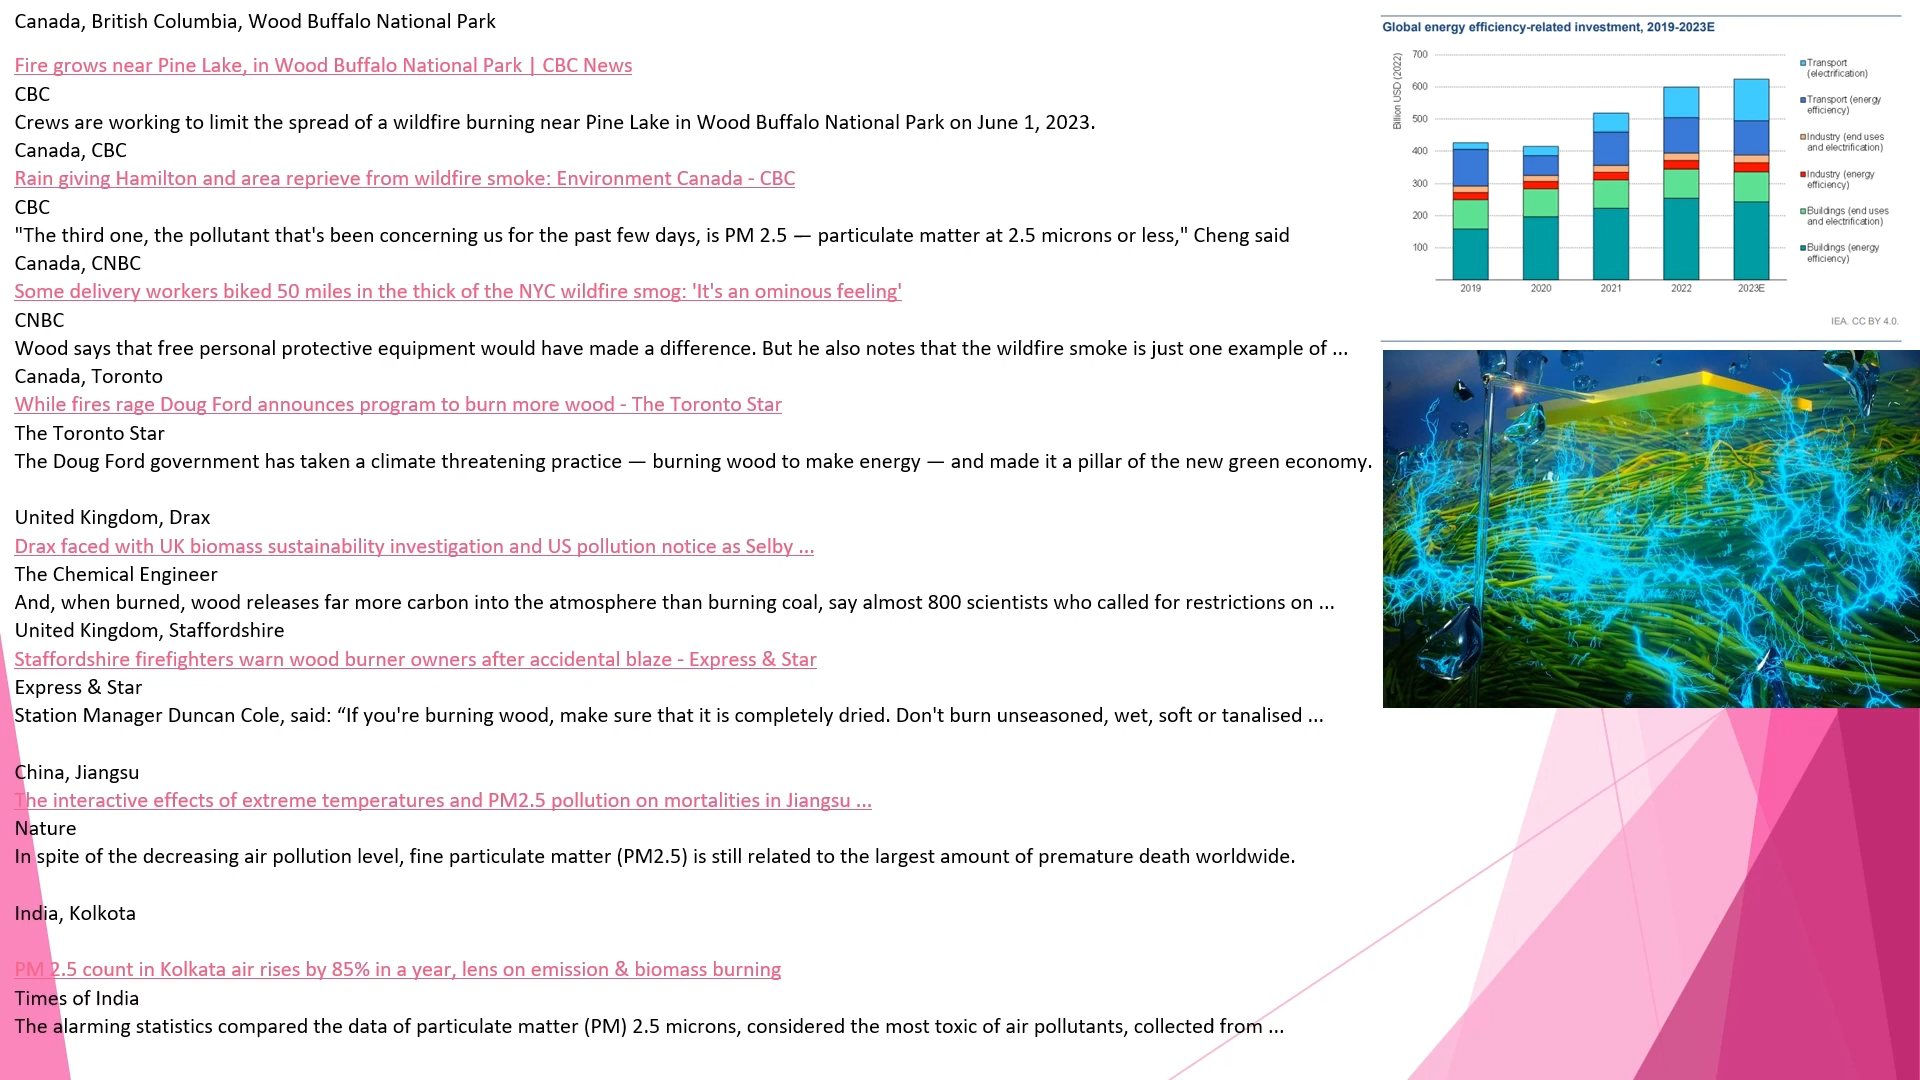 Canada, British Columbia, Wood Buffalo National Park
Fire grows near Pine Lake, in Wood Buffalo National Park | CBC News
CBC
Crews are working to limit the spread of a wildfire burning near Pine Lake in Wood Buffalo National Park on June 1, 2023.
Canada, CBC
Rain giving Hamilton and area reprieve from wildfire smoke: Environment Canada - CBC
CBC
"The third one, the pollutant that's been concerning us for the past few days, is PM 2.5 — particulate matter at 2.5 microns or less," Cheng said
Canada, CNBC
Some delivery workers biked 50 miles in the thick of the NYC wildfire smog: 'It's an ominous feeling'
CNBC
Wood says that free personal protective equipment would have made a difference. But he also notes that the wildfire smoke is just one example of ...
Canada, Toronto
While fires rage Doug Ford announces program to burn more wood - The Toronto Star
The Toronto Star
The Doug Ford government has taken a climate threatening practice — burning wood to make energy — and made it a pillar of the new green economy.
United Kingdom, Drax
Drax faced with UK biomass sustainability investigation and US pollution notice as Selby ...
The Chemical Engineer
And, when burned, wood releases far more carbon into the atmosphere than burning coal, say almost 800 scientists who called for restrictions on ...
United Kingdom, Staffordshire
Staffordshire firefighters warn wood burner owners after accidental blaze - Express & Star
Express & Star
Station Manager Duncan Cole, said: “If you're burning wood, make sure that it is completely dried. Don't burn unseasoned, wet, soft or tanalised ...
China, Jiangsu
The interactive effects of extreme temperatures and PM2.5 pollution on mortalities in Jiangsu ...
Nature
In spite of the decreasing air pollution level, fine particulate matter (PM2.5) is still related to the largest amount of premature death worldwide.
India, Kolkota
PM 2.5 count in Kolkata air rises by 85% in a year, lens on emission & biomass burning
Times of India
The alarming statistics compared the data of particulate matter (PM) 2.5 microns, considered the most toxic of air pollutants, collected from ...
Global energy efficiency-related investment, 2019-2023E
Billion USD (2022)
700
600
500
400
300
200
100
2019 2020 2021 2022 2023E
Transport
(electrification)
Transport (energy
efficiency)
Industry (end uses
and electrification)
Industry (energy
efficiency)
Buildings (end uses
and electrification)
Buildings (energy
efficiency)
IEA. CC BY 4.0.